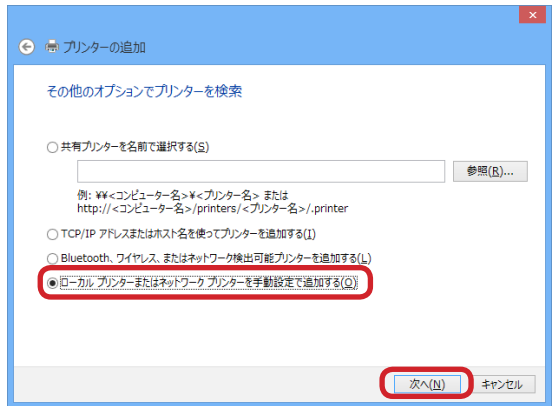 プリンターの追加
その他のオプションでプリンターを検索
共有プリンターを名前で選択する(S)
参照(R)...
例: ¥¥<コンピューター名>¥<プリンター名> または
http://<コンピューター名>/printers/<プリンター名>/.printer
TCP/IP アドレスまたはホスト名を使ってプリンターを追加する(I)
Bluetooth、ワイヤレス、またはネットワーク検出可能プリンターを追加する(L)
ローカル プリンターまたはネットワーク プリンターを手動設定で追加する(O)
次へ(N)
キャンセル